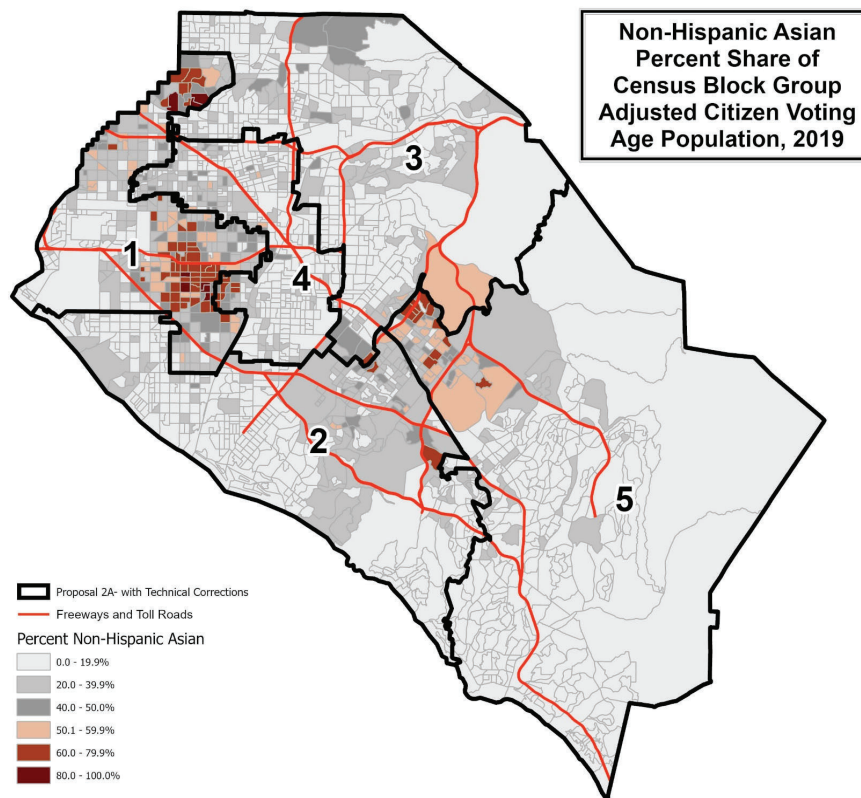 Non-Hispanic Asian
Percent Share of
Census Block Group
Adjusted Citizen Voting
Age Population, 2019
3
1
4
2
5
Proposal 2A- with Technical Corrections
Freeways and Toll Roads
Percent Non-Hispanic Asian
0.0 - 19.9%
20.0 - 39.9%
40.0 - 50.0%
50.1 - 59.9%
60.0 - 79.9%
80.0 - 100.0%